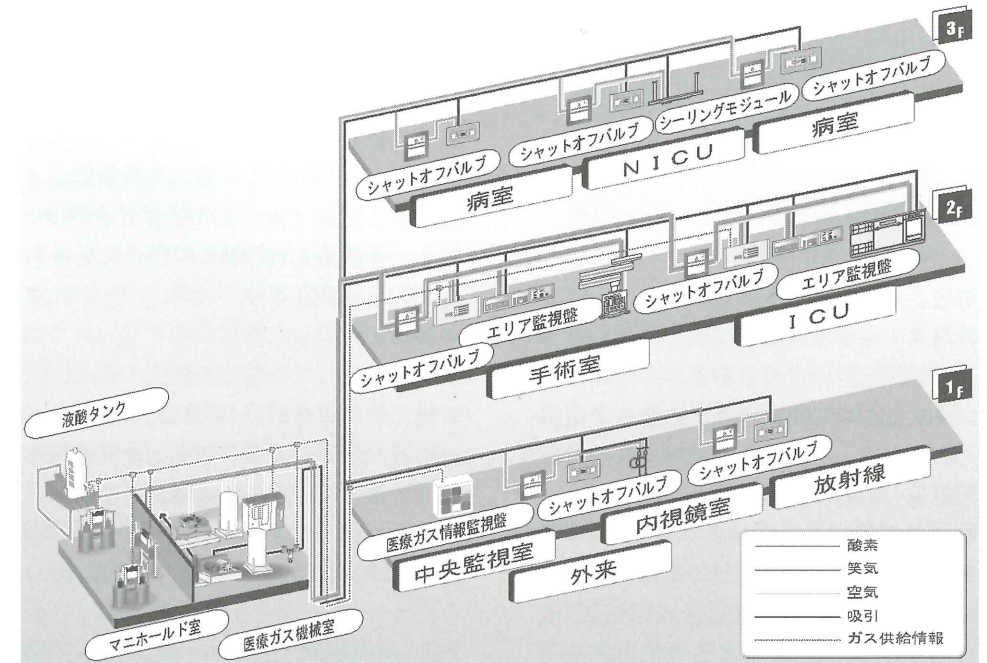 3F
シャットオフバルブ
シャットオフバルブ
シーリングモジュール
シャットオフバルブ
病室
NICU
病室
2F
シャットオフバルブ
エリア監視盤
シャットオフバルブ
エリア監視盤
手術室
ICU
1F
医療ガス情報監視盤
シャットオフバルブ
シャットオフバルブ
中央監視室
外来
内視鏡室
放射線
液酸タンク
マニホールド室
医療ガス機械室
酸素
笑気
空気
吸引
ガス供給情報